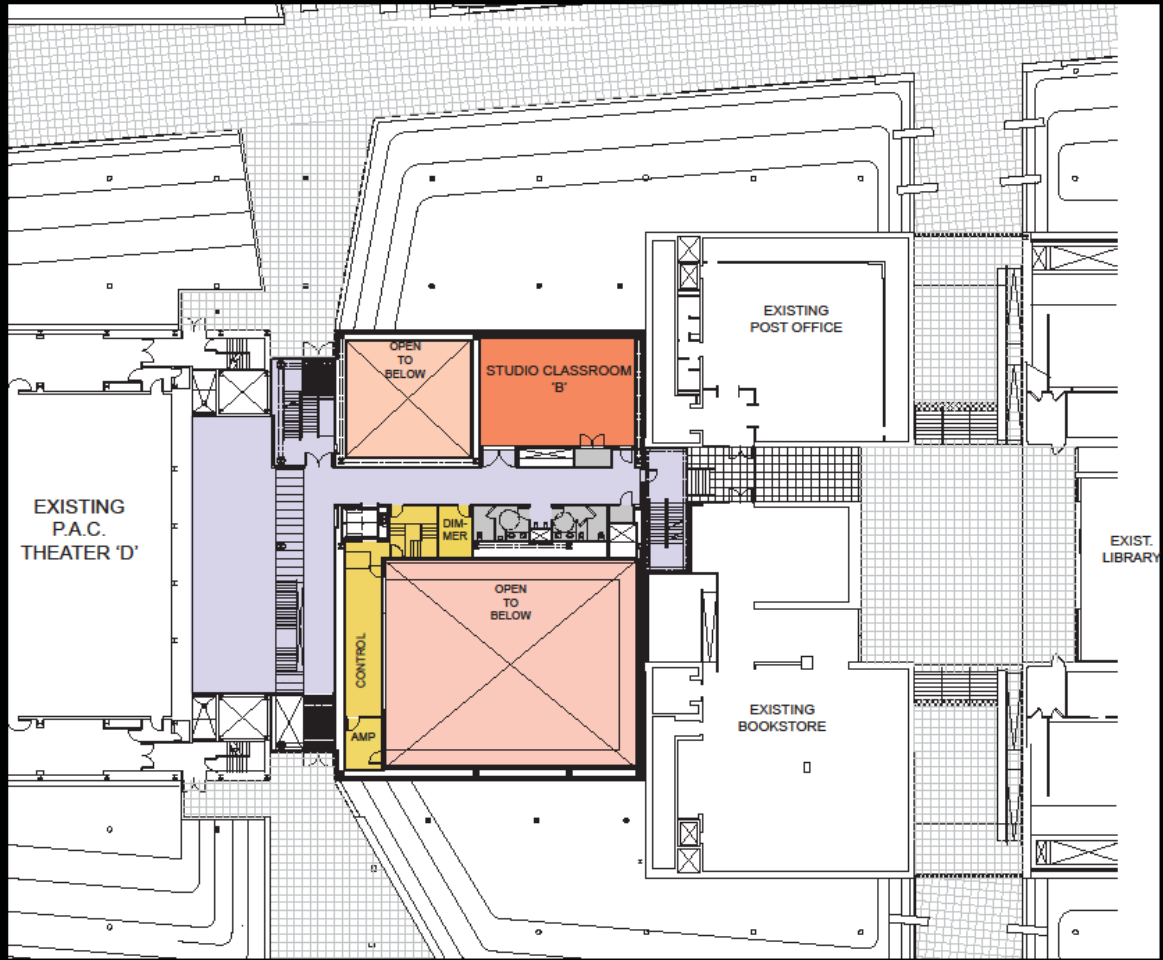 EXISTING
POST OFFICE
OPEN
TO
BELOW
STUDIO CLASSROOM
'B'
EXISTING
P.A.C.
THEATER ‘D’
DIM-
MER
EXIST.
LIBRARY
OPEN
TO
BELOW
CONTROL
AMP
EXISTING
BOOKSTORE